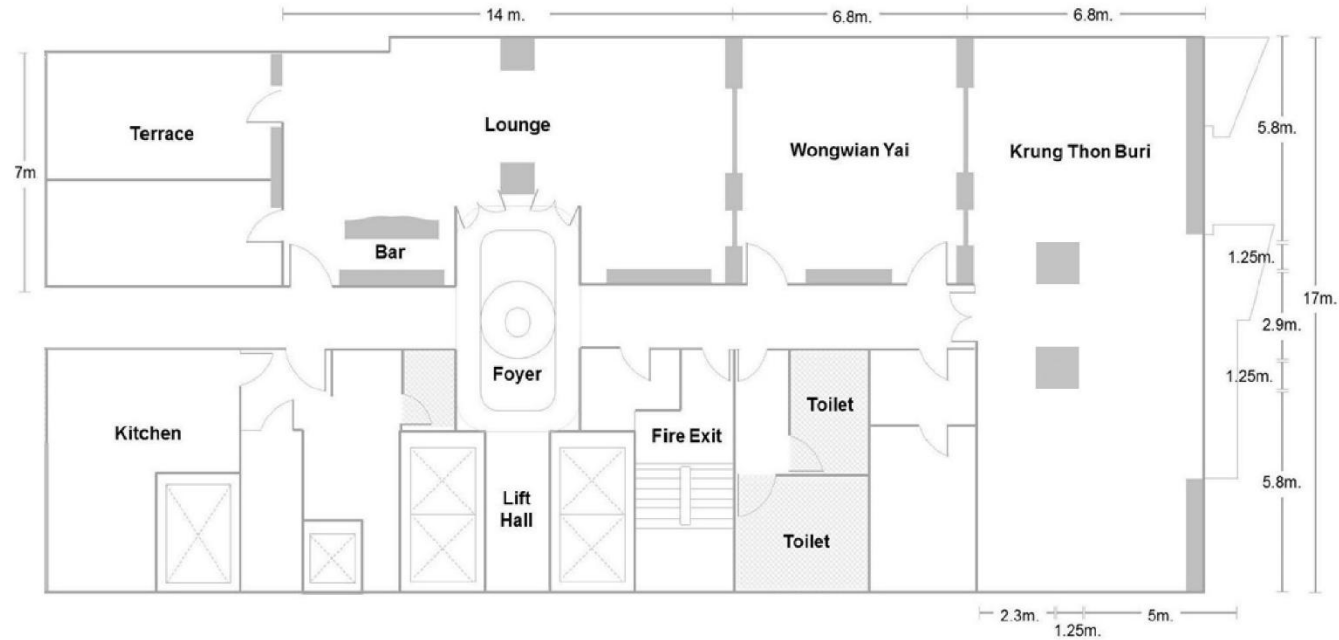 14 m.
6.8m.
6.8m.
Terrace
7m.
Lounge
Wongwian Yai
Krung Thon Buri
5.8m.
Bar
1.25m.
17m.
2.9m.
Foyer
1.25m.
Kitchen
Toilet
Fire Exit
5.8m.
Lift
Hall
Toilet
2.3m.
5m.
1.25m.